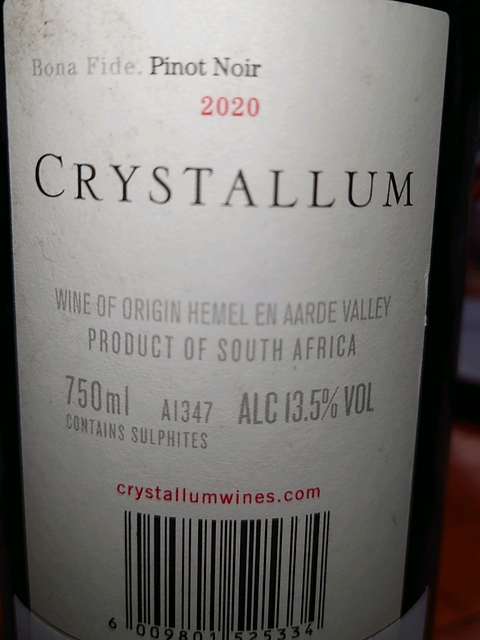 Bona Fide. Pinot Noir
2020
CRYSTALLUM
WINE OF ORIGIN HEMEL EN AARDE VALLEY
PRODUCT OF SOUTH AFRICA
750ml A1347 ALC 13.5% VOL
CONTAINS SULPHITES
crystallumwines.com
6 009801 525334